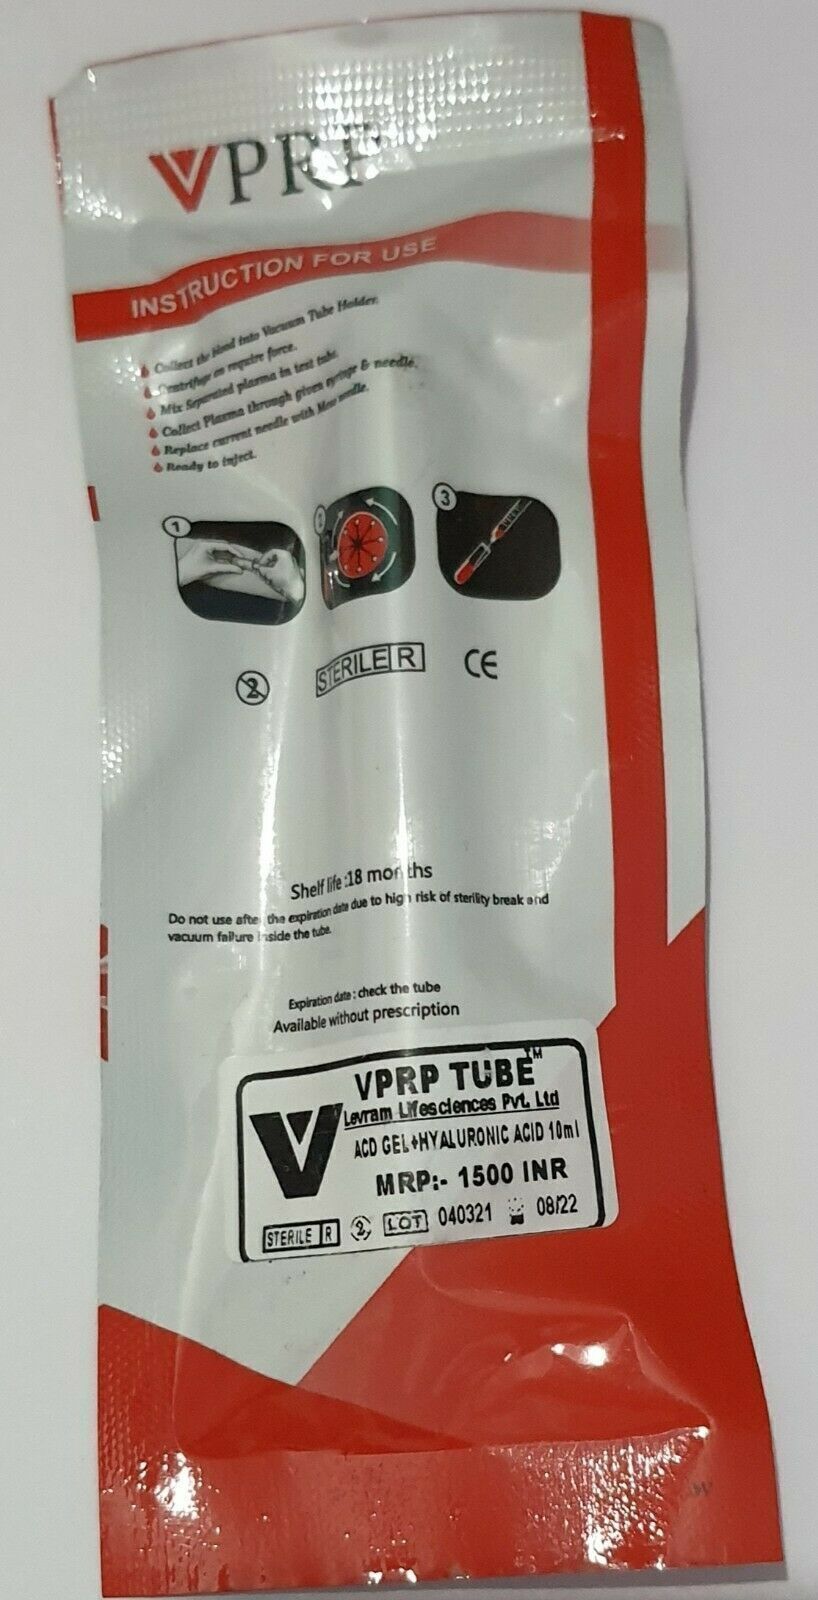 VPRP
INSTRUCTION FOR USE
Collect the blood into Vacuum Tube Holder.
Centrifuge on require force.
Mix Separated plasma in test tube.
Collect Plasma through given syringe & needle.
Replace current needle with New needle.
Ready to inject.
1
2
3
2
STERILE R
CE
Shelf life :18 months
Do not use after the expiration date due to high risk of sterility break and
vacuum failure inside the tube.
Expiration date : check the tube
Available without prescription
VPRP TUBE™
Levram Lifesciences Pvt. Ltd
V
ACD GEL+HYALURONIC ACID 10ml
MRP:- 1500 INR
STERILE R 2 LOT 040321 08/22